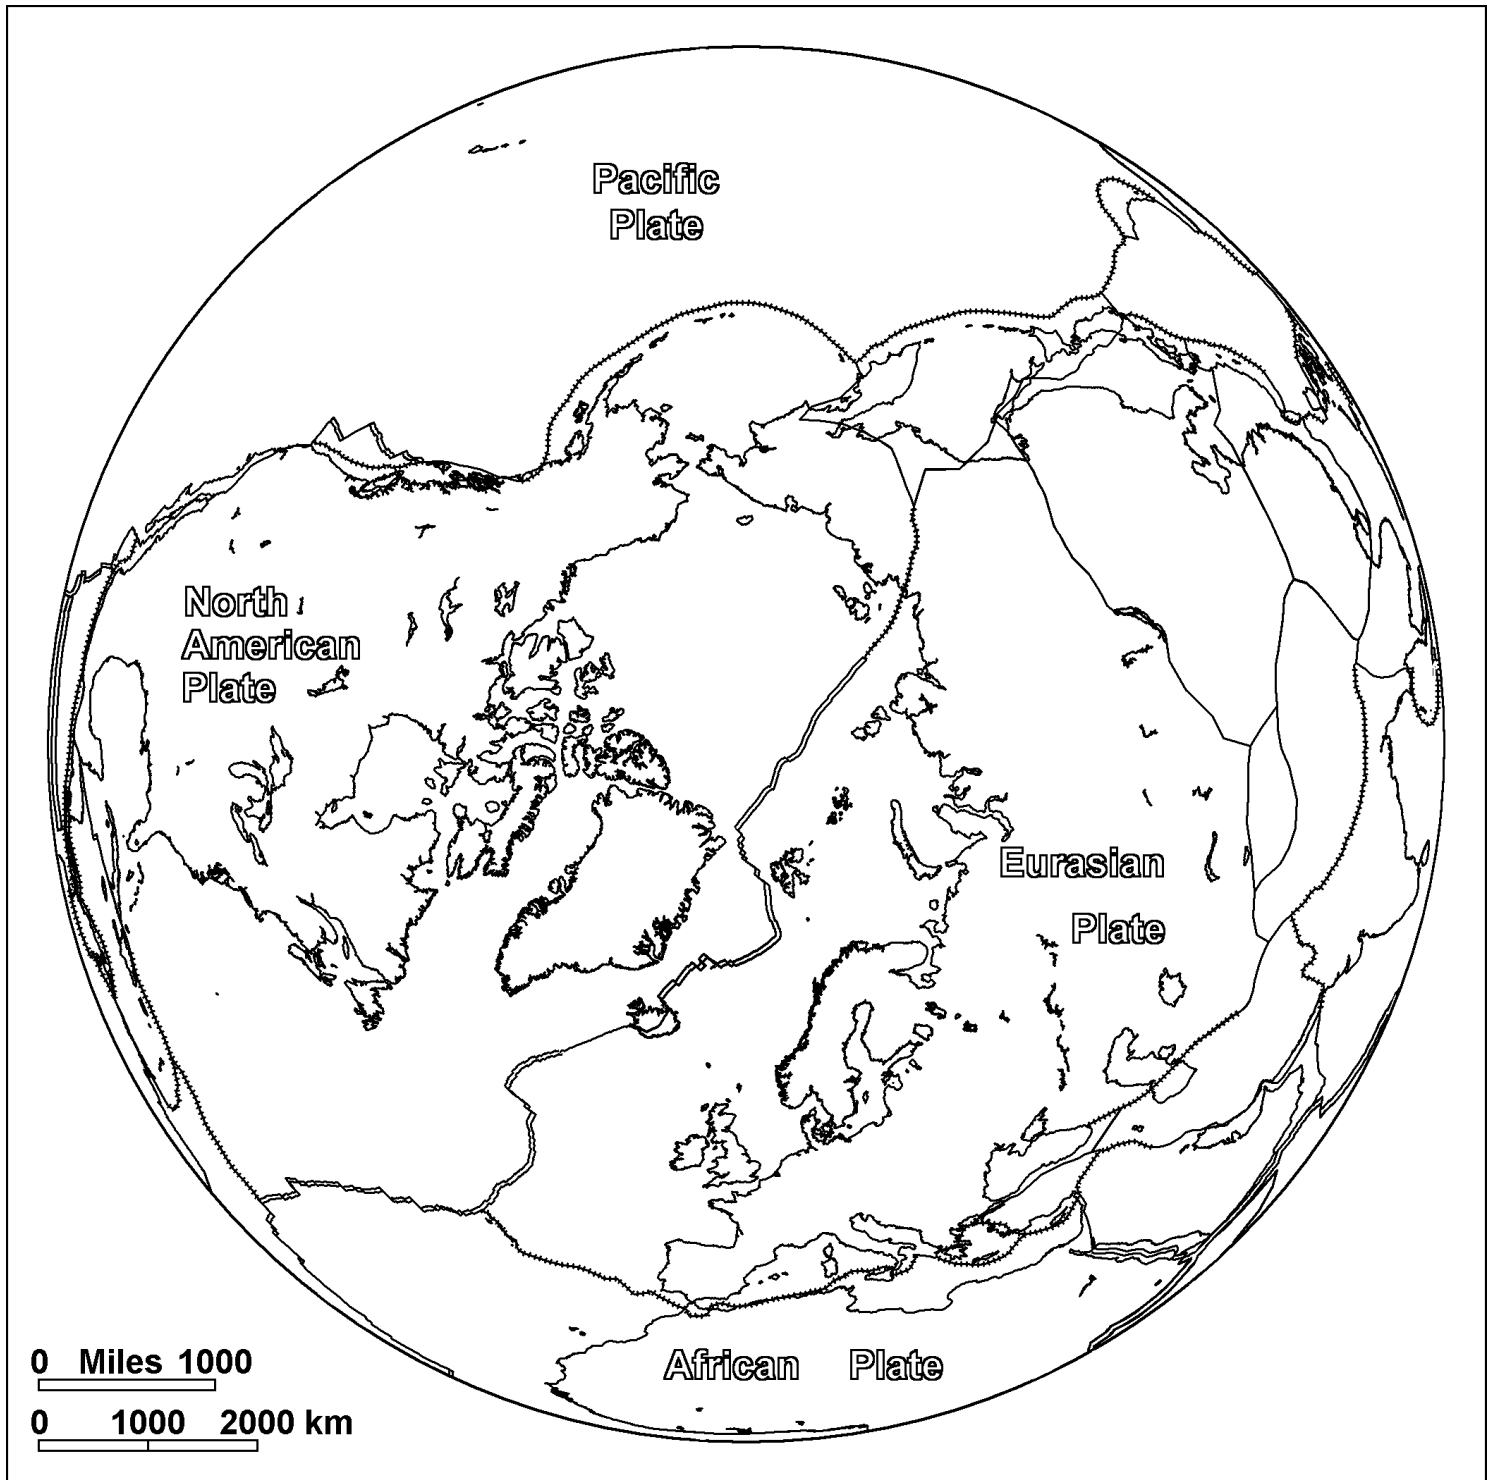 Pacific
Plate
North
American
Plate
Eurasian
Plate
African Plate
0 Miles 1000
0 1000 2000 km